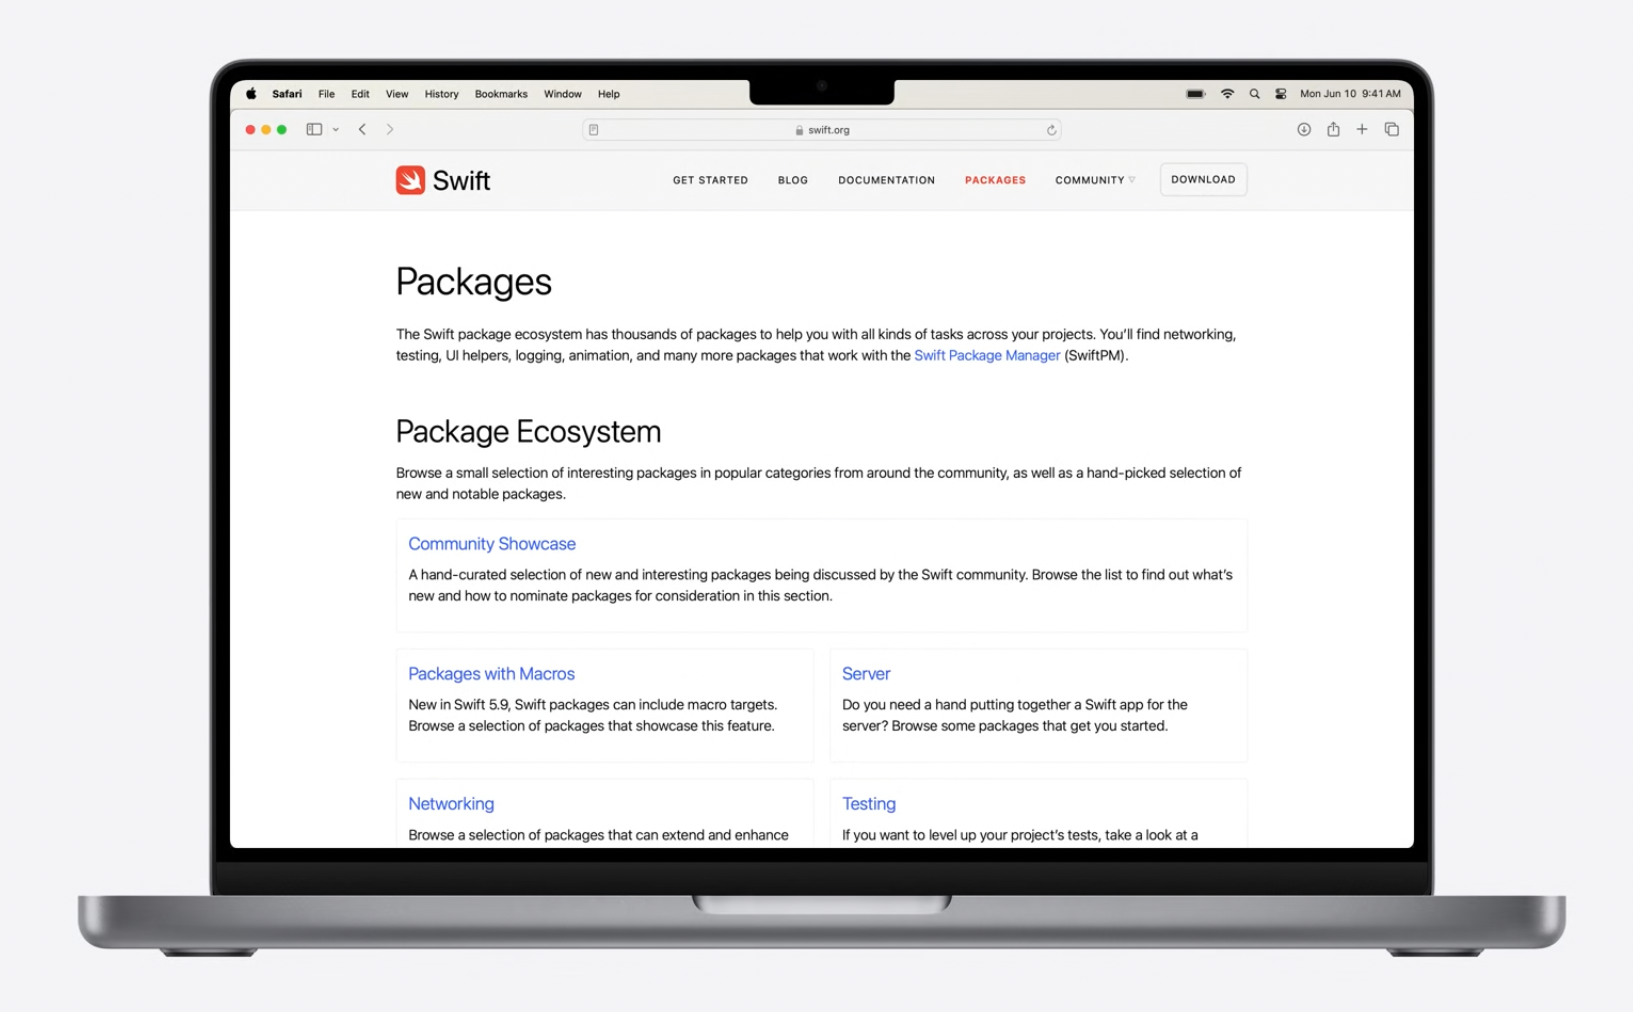 Safari File Edit View History Bookmarks Window Help Mon Jun 10 9:41 AM
swift.org
Swift GET STARTED BLOG DOCUMENTATION PACKAGES COMMUNITY DOWNLOAD
Packages
The Swift package ecosystem has thousands of packages to help you with all kinds of tasks across your projects. You’ll find networking,
testing, UI helpers, logging, animation, and many more packages that work with the Swift Package Manager (SwiftPM).
Package Ecosystem
Browse a small selection of interesting packages in popular categories from around the community, as well as a hand-picked selection of
new and notable packages.
Community Showcase
A hand-curated selection of new and interesting packages being discussed by the Swift community. Browse the list to find out what’s
new and how to nominate packages for consideration in this section.
Packages with Macros
New in Swift 5.9, Swift packages can include macro targets.
Browse a selection of packages that showcase this feature.
Server
Do you need a hand putting together a Swift app for the
server? Browse some packages that get you started.
Networking
Browse a selection of packages that can extend and enhance
Testing
If you want to level up your project’s tests, take a look at a